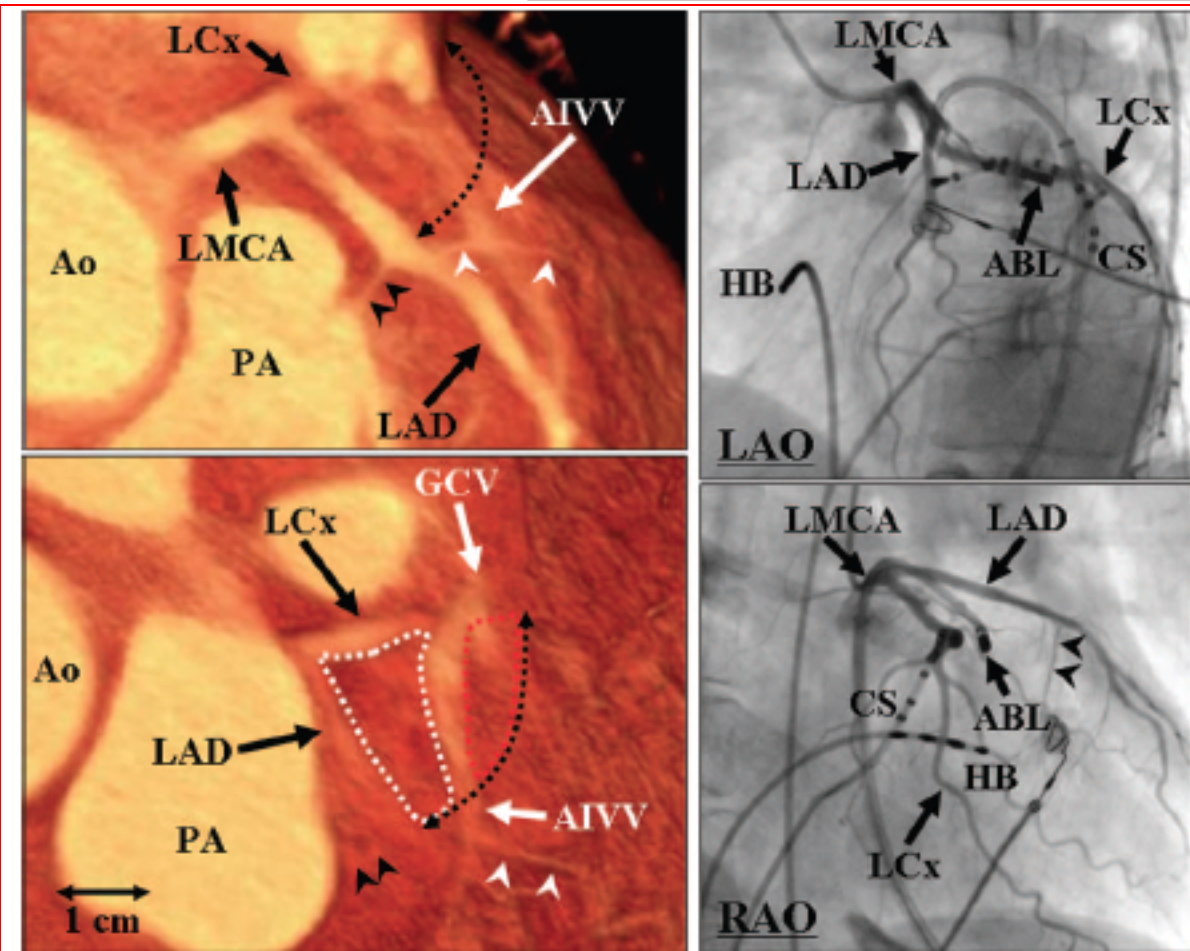 LCx
AIVV
Ao
LMCA
PA
LAD
LMCA
LCx
LAD
ABL
CS
HB
LAO
GCV
LCx
Ao
LAD
AIVV
PA
1 cm
LMCA
LAD
CS
ABL
HB
LCx
RAO